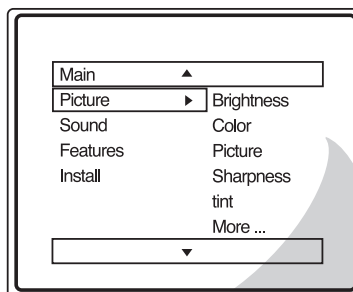 Main
Picture Brightness
Sound Color
Features Picture
Install Sharpness
tint
More ...